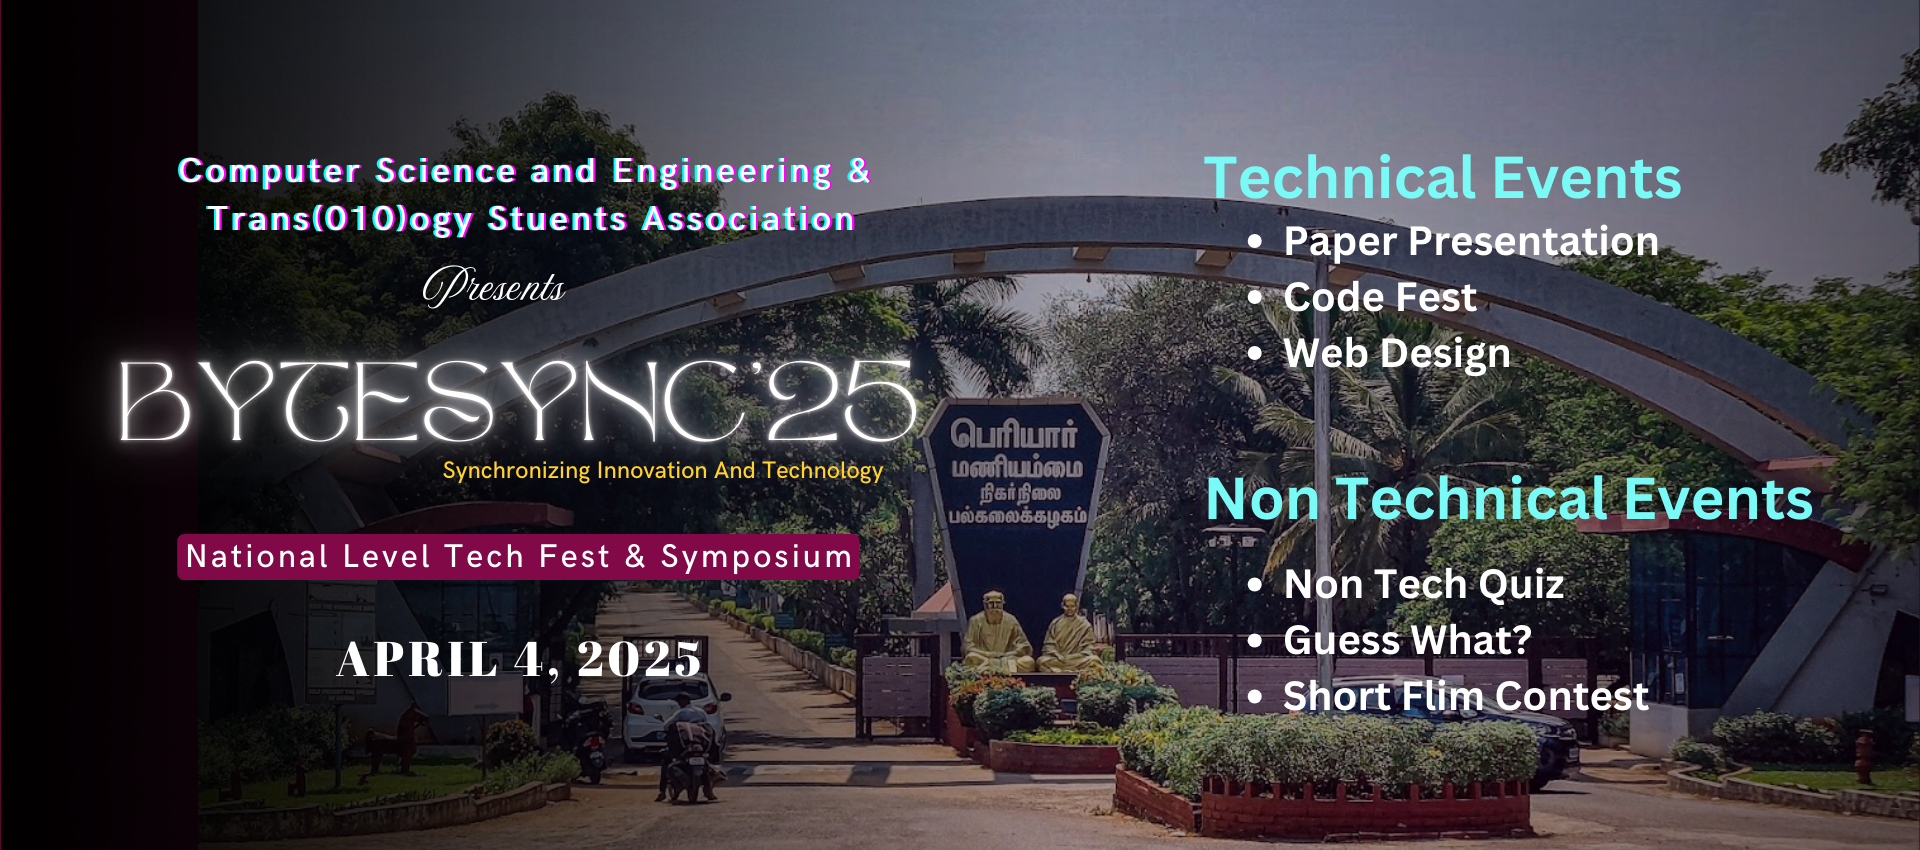 Computer Science and Engineering &
Trans(010)ogy Stuents Association
Presents
BYTESYNC'25
Synchronizing Innovation And Technology
National Level Tech Fest & Symposium
APRIL 4, 2025
பெரியார்
மணியம்மை
நிகர்நிலை
பல்கலைக்கழகம்
Technical Events
• Paper Presentation
• Code Fest
• Web Design
Non Technical Events
• Non Tech Quiz
• Guess What?
• Short Flim Contest